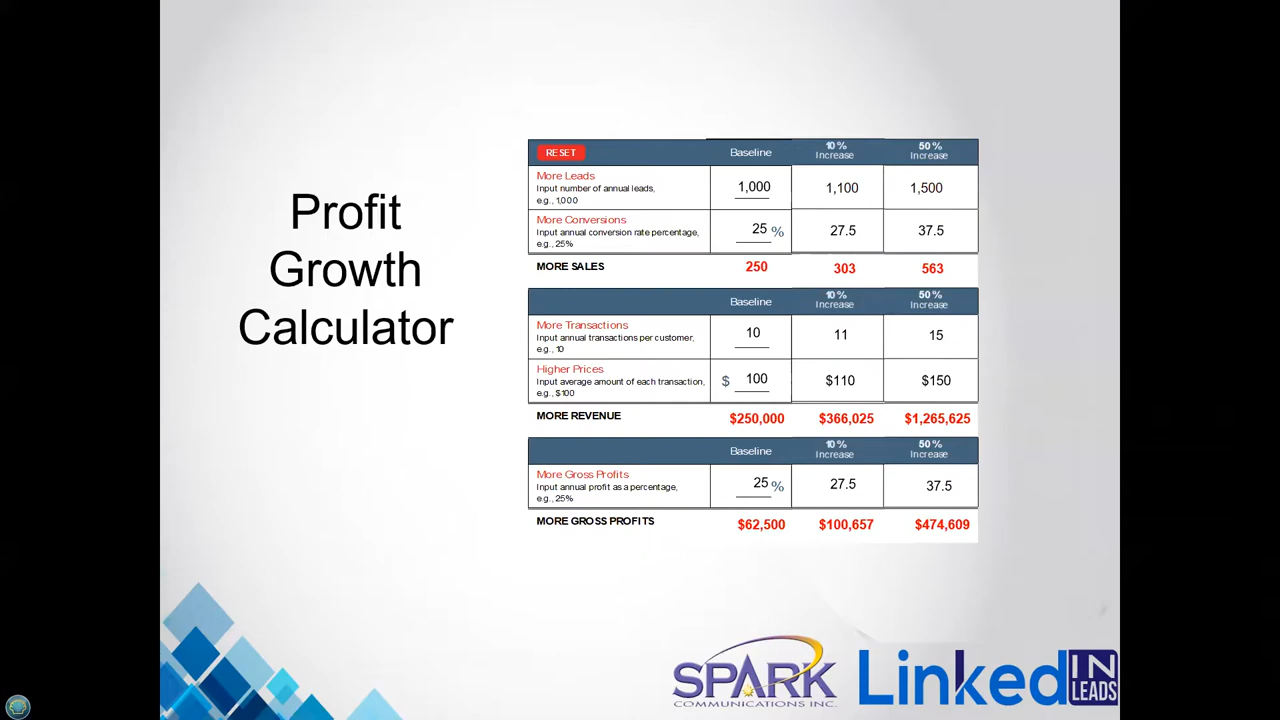 Profit
Growth
Calculator
RESET Baseline 10% Increase 50% Increase
More Leads
Input number of annual leads,
e.g., 1,000
1,000 1,100 1,500
More Conversions
Input annual conversion rate percentage,
e.g., 25%
25 % 27.5 37.5
MORE SALES 250 303 563
Baseline 10% Increase 50% Increase
More Transactions
Input annual transactions per customer,
e.g., 10
10 11 15
Higher Prices
Input average amount of each transaction,
e.g., $100
$ 100 $110 $150
MORE REVENUE $250,000 $366,025 $1,265,625
Baseline 10% Increase 50% Increase
More Gross Profits
Input annual profit as a percentage,
e.g., 25%
25 % 27.5 37.5
MORE GROSS PROFITS $62,500 $100,657 $474,609
SPARK
COMMUNICATIONS INC.
Linked IN LEADS